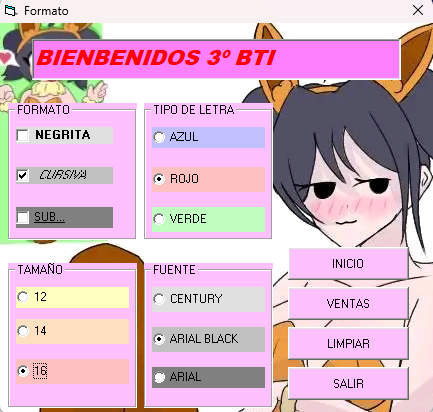 Formato
BIENBENIDOS 3º BTI
FORMATO
NEGRITA
CURSIVA
SUB...
TIPO DE LETRA
AZUL
ROJO
VERDE
TAMAÑO
12
14
16
FUENTE
CENTURY
ARIAL BLACK
ARIAL
INICIO
VENTAS
LIMPIAR
SALIR